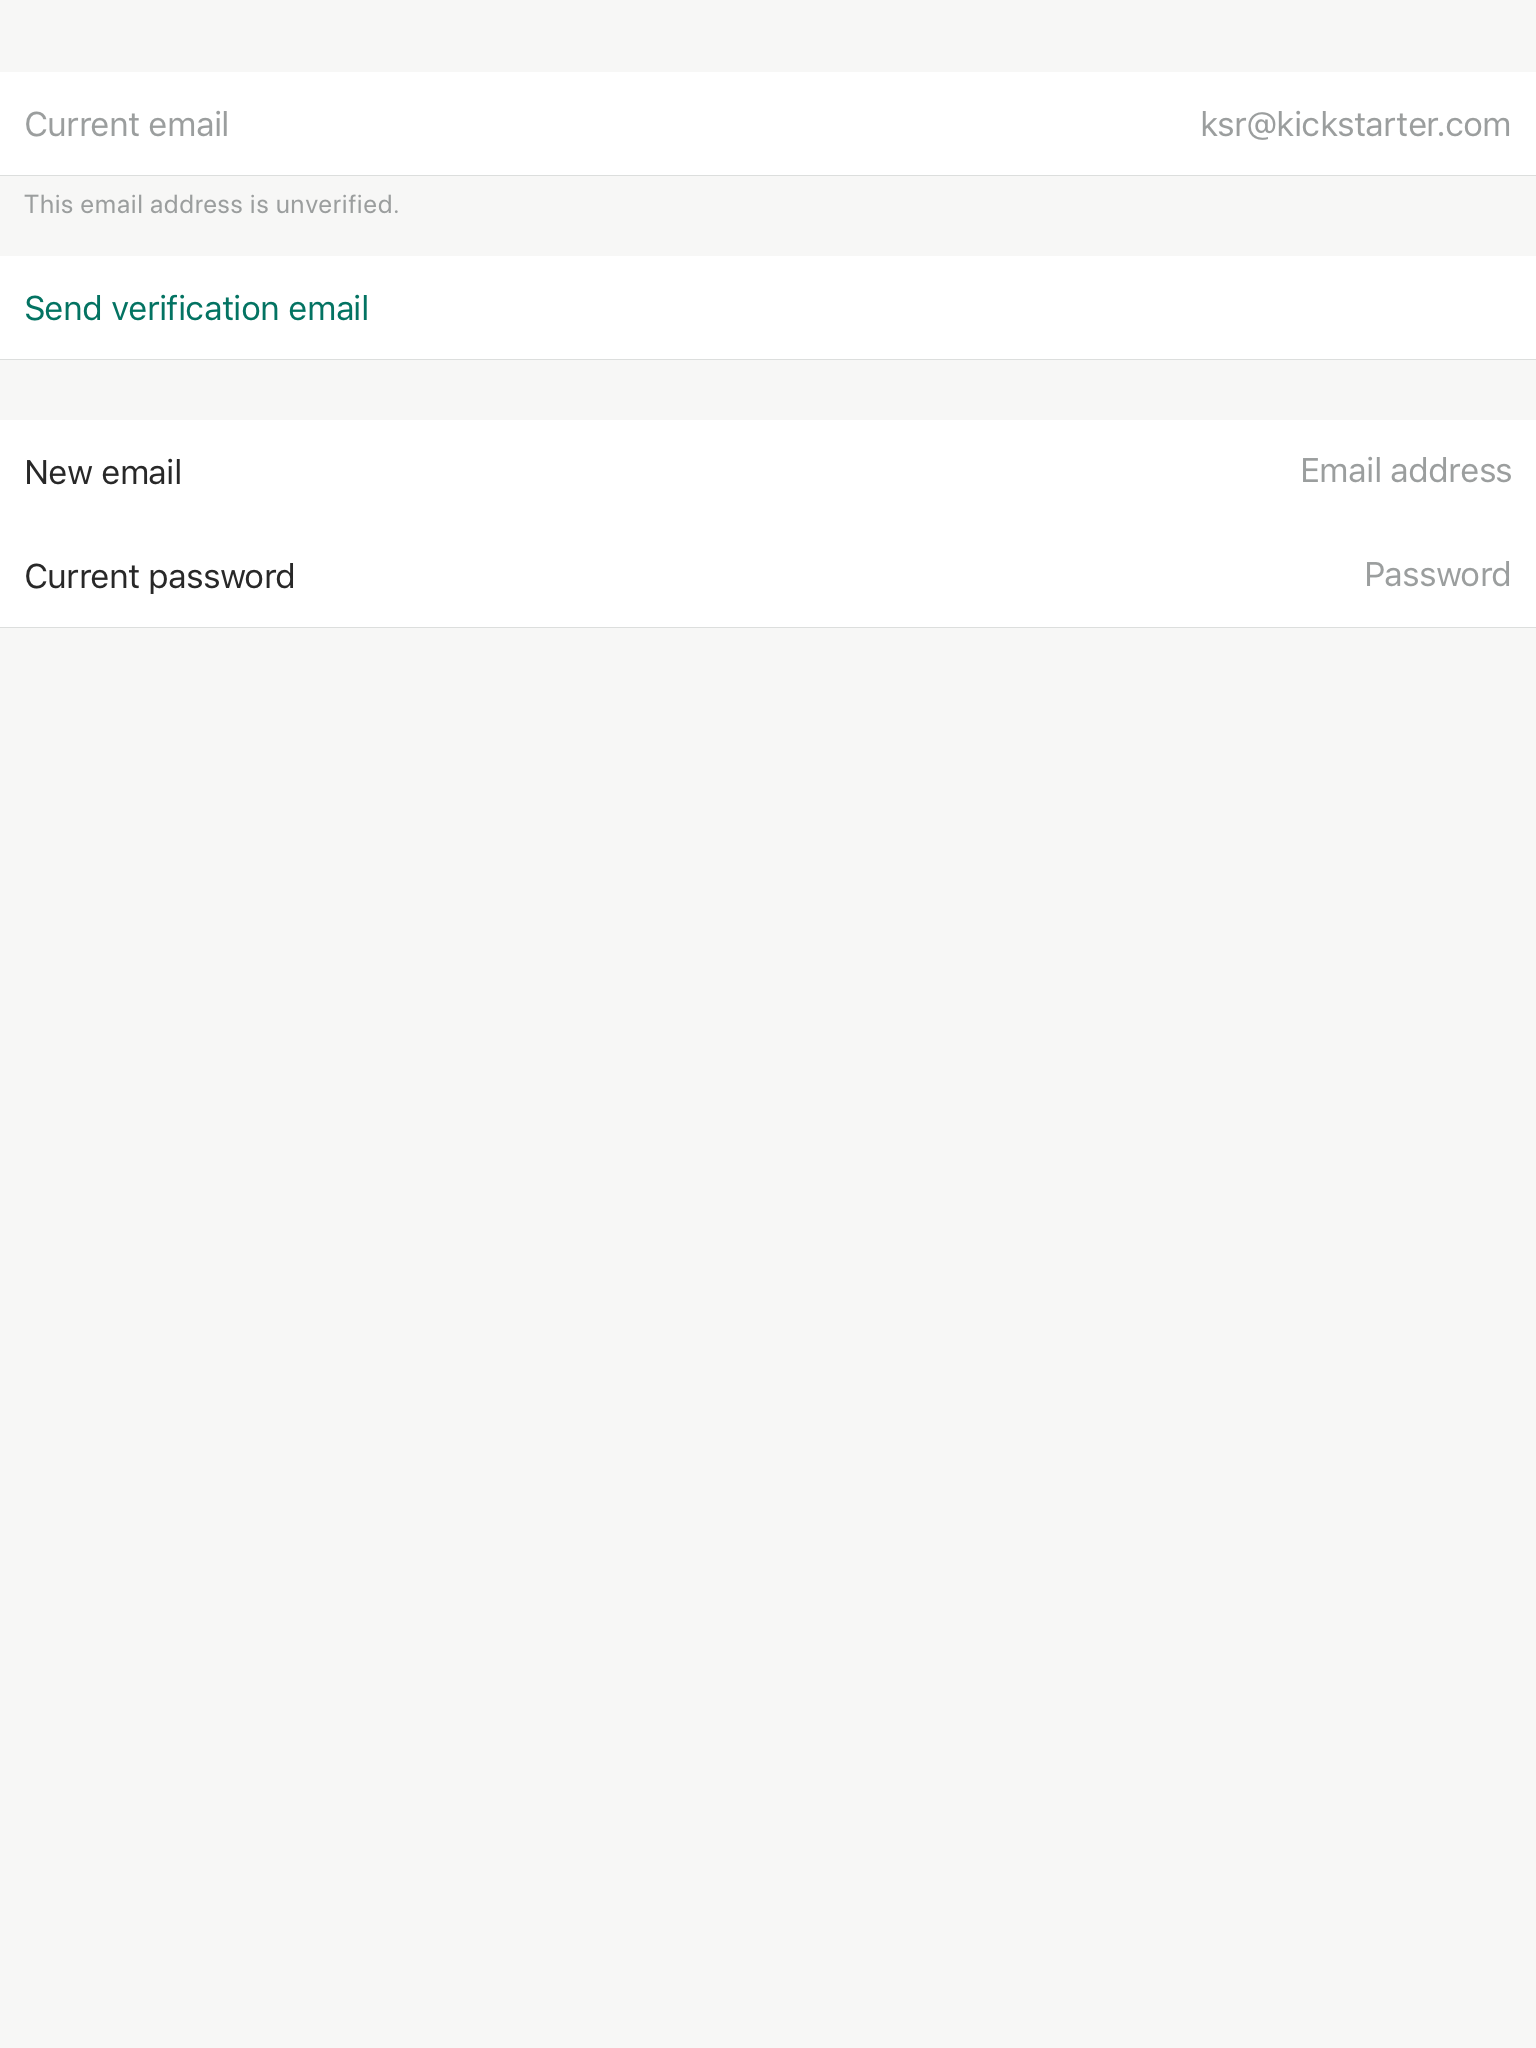 Current email ksr@kickstarter.com
This email address is unverified.
Send verification email
New email Email address
Current password Password